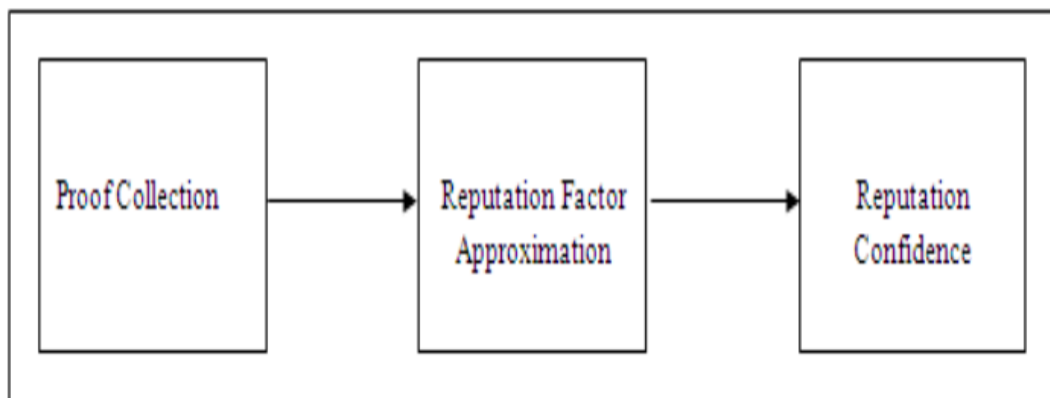 Proof Collection
Reputation Factor
Approximation
Reputation
Confidence